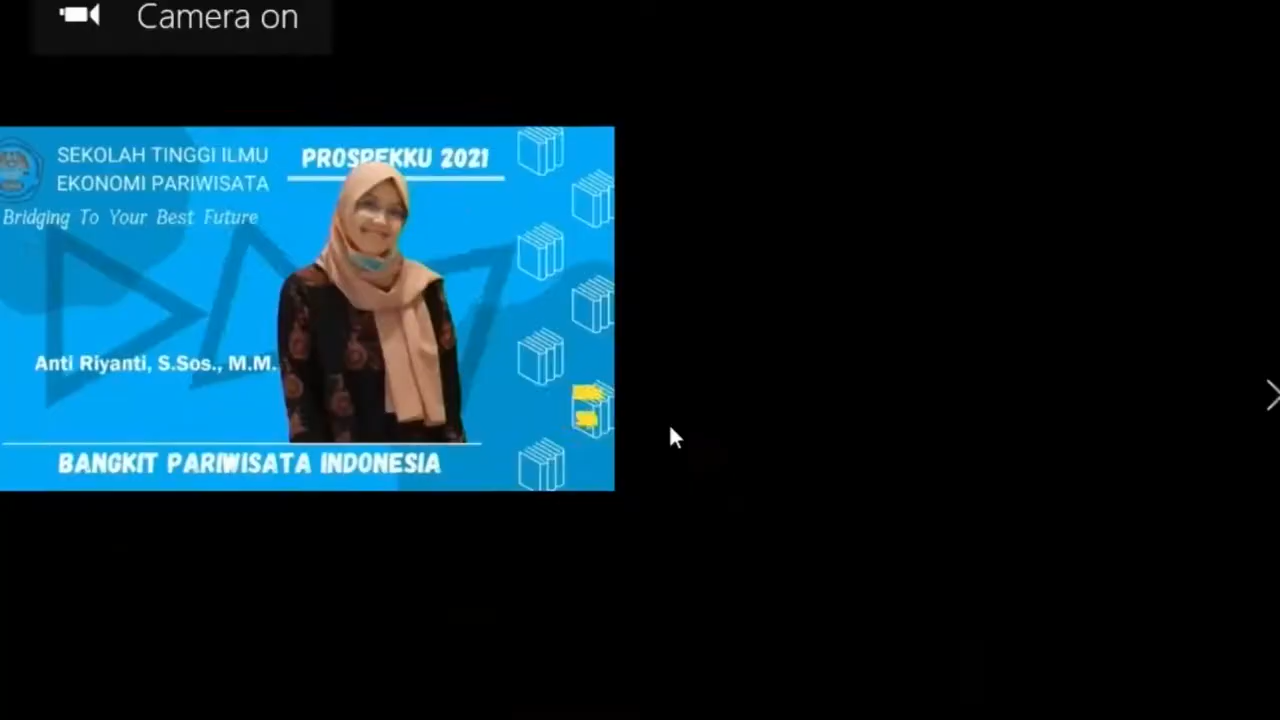 Camera on
SEKOLAH TINGGI ILMU
EKONOMI PARIWISATA
Bridging To Your Best Future
PROSPEKKU 2021
Anti Riyanti, S.Sos., M.M.
BANGKIT PARIWISATA INDONESIA